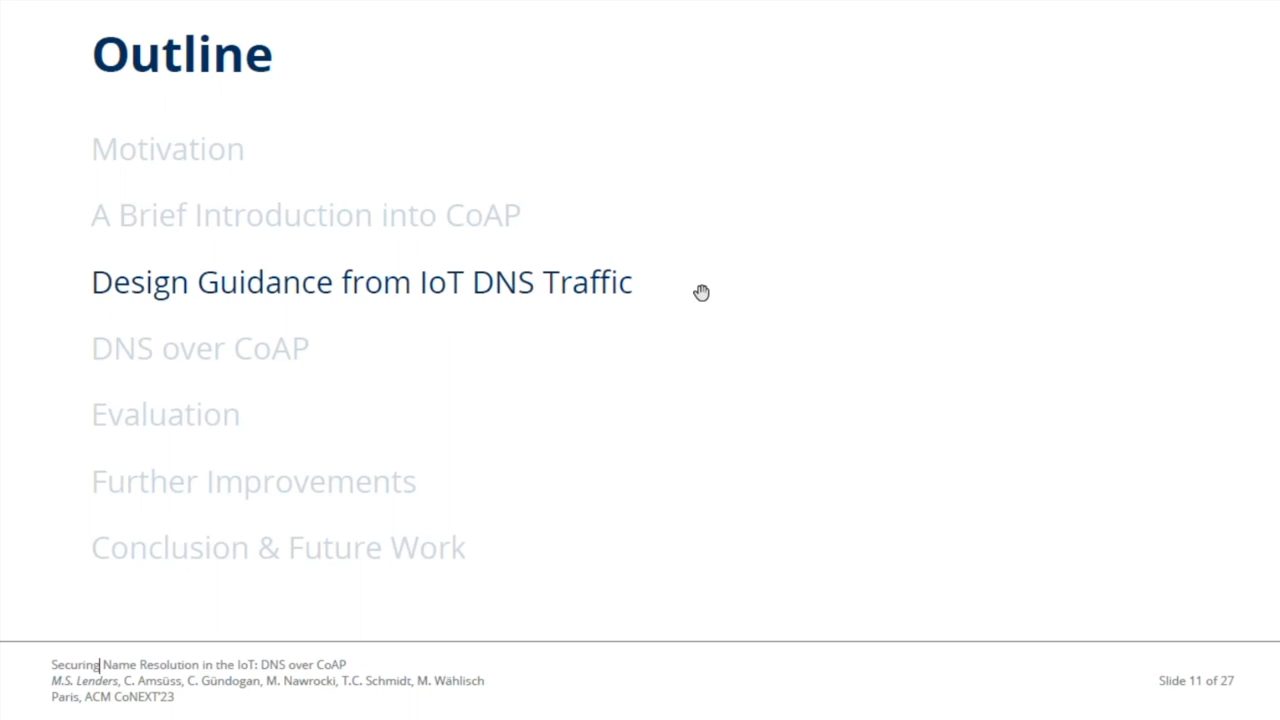 Outline
Motivation
A Brief Introduction into CoAP
Design Guidance from IoT DNS Traffic
DNS over CoAP
Evaluation
Further Improvements
Conclusion & Future Work
Securing Name Resolution in the IoT: DNS over CoAP
M.S. Lenders, C. Amsüss, C. Gündogan, M. Nawrocki, T.C. Schmidt, M. Wählisch
Paris, ACM CoNEXT'23
Slide 11 of 27